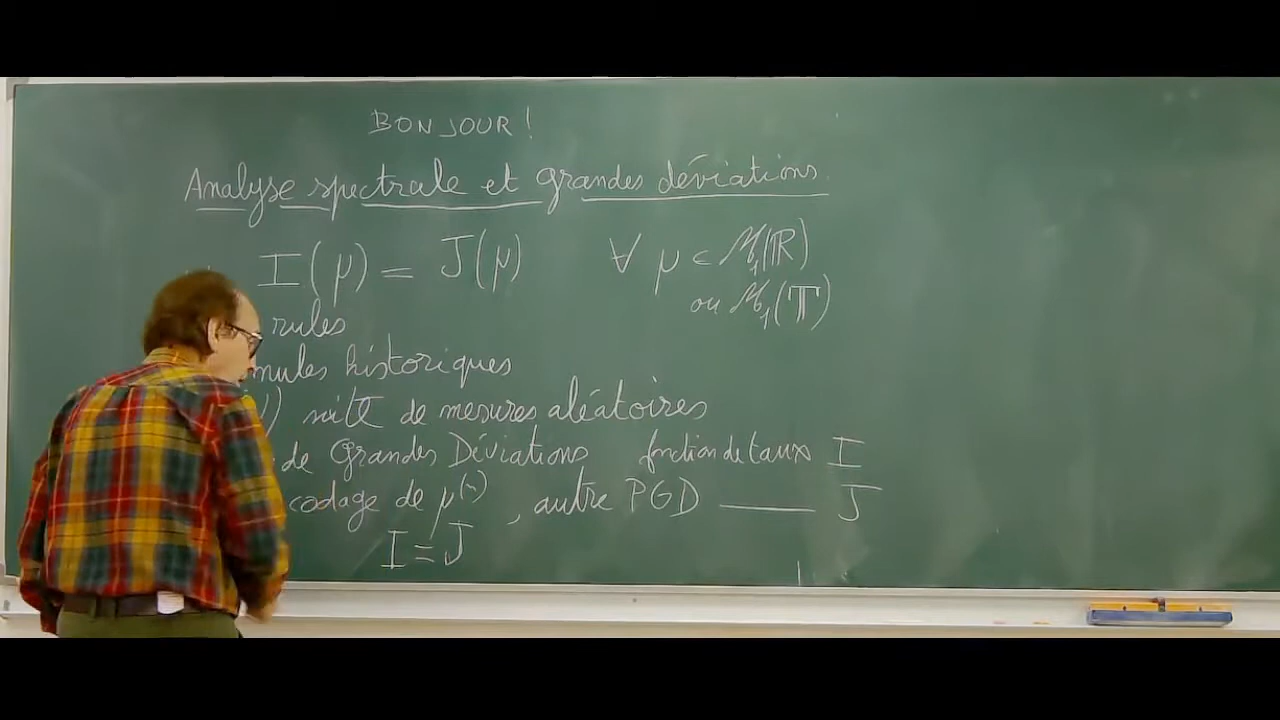 BONJOUR!
Analyse spectrale et grandes déviations.
I(μ) = J(μ) ∀ μ ∈ M₁(ℝ)
ou M₁(𝕋)
rules
mules historiques
) suite de mesures aléatoires
de Grandes Déviations fonction de taux I
codage de μ⁽ⁿ⁾, autre PGD —— J
I = J